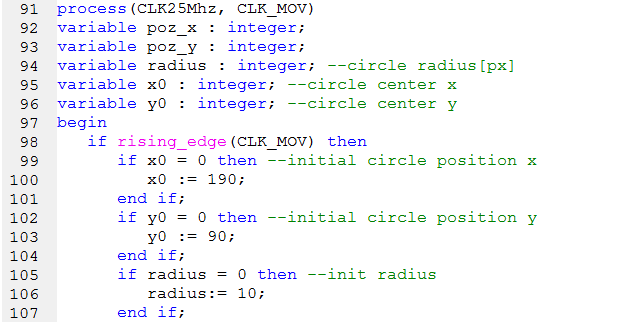 91 process(CLK25Mhz, CLK_MOV)
92 variable poz_x : integer;
93 variable poz_y : integer;
94 variable radius : integer; --circle radius[px]
95 variable x0 : integer; --circle center x
96 variable y0 : integer; --circle center y
97 begin
98 if rising_edge(CLK_MOV) then
99 if x0 = 0 then --initial circle position x
100 x0 := 190;
101 end if;
102 if y0 = 0 then --initial circle position y
103 y0 := 90;
104 end if;
105 if radius = 0 then --init radius
106 radius:= 10;
107 end if;